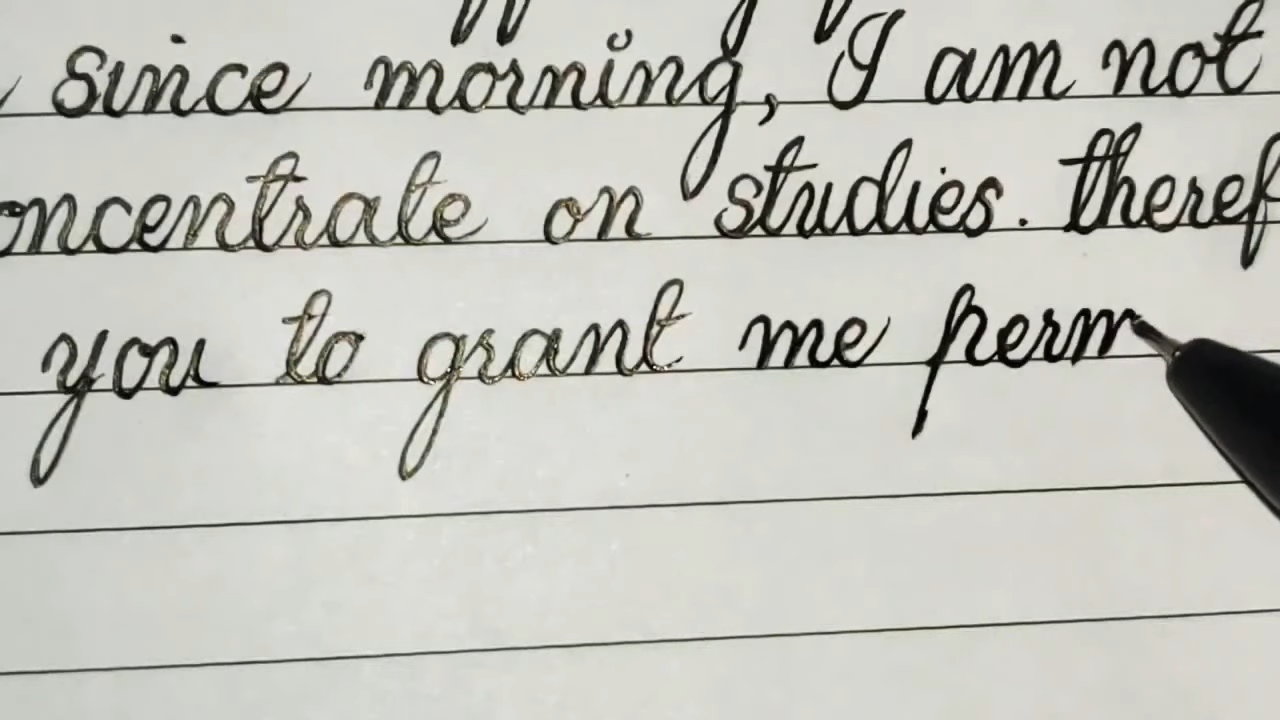 since morning, I am not
oncentrate on studies. theref
you to grant me perm